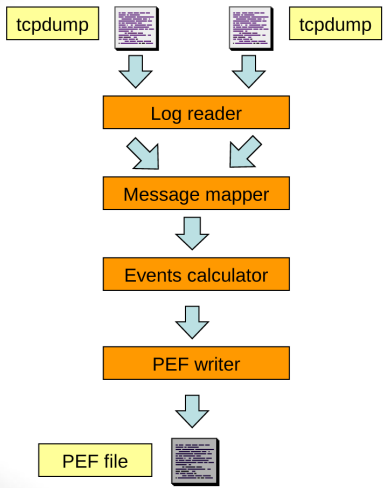 tcpdump
tcpdump
Log reader
Message mapper
Events calculator
PEF writer
PEF file